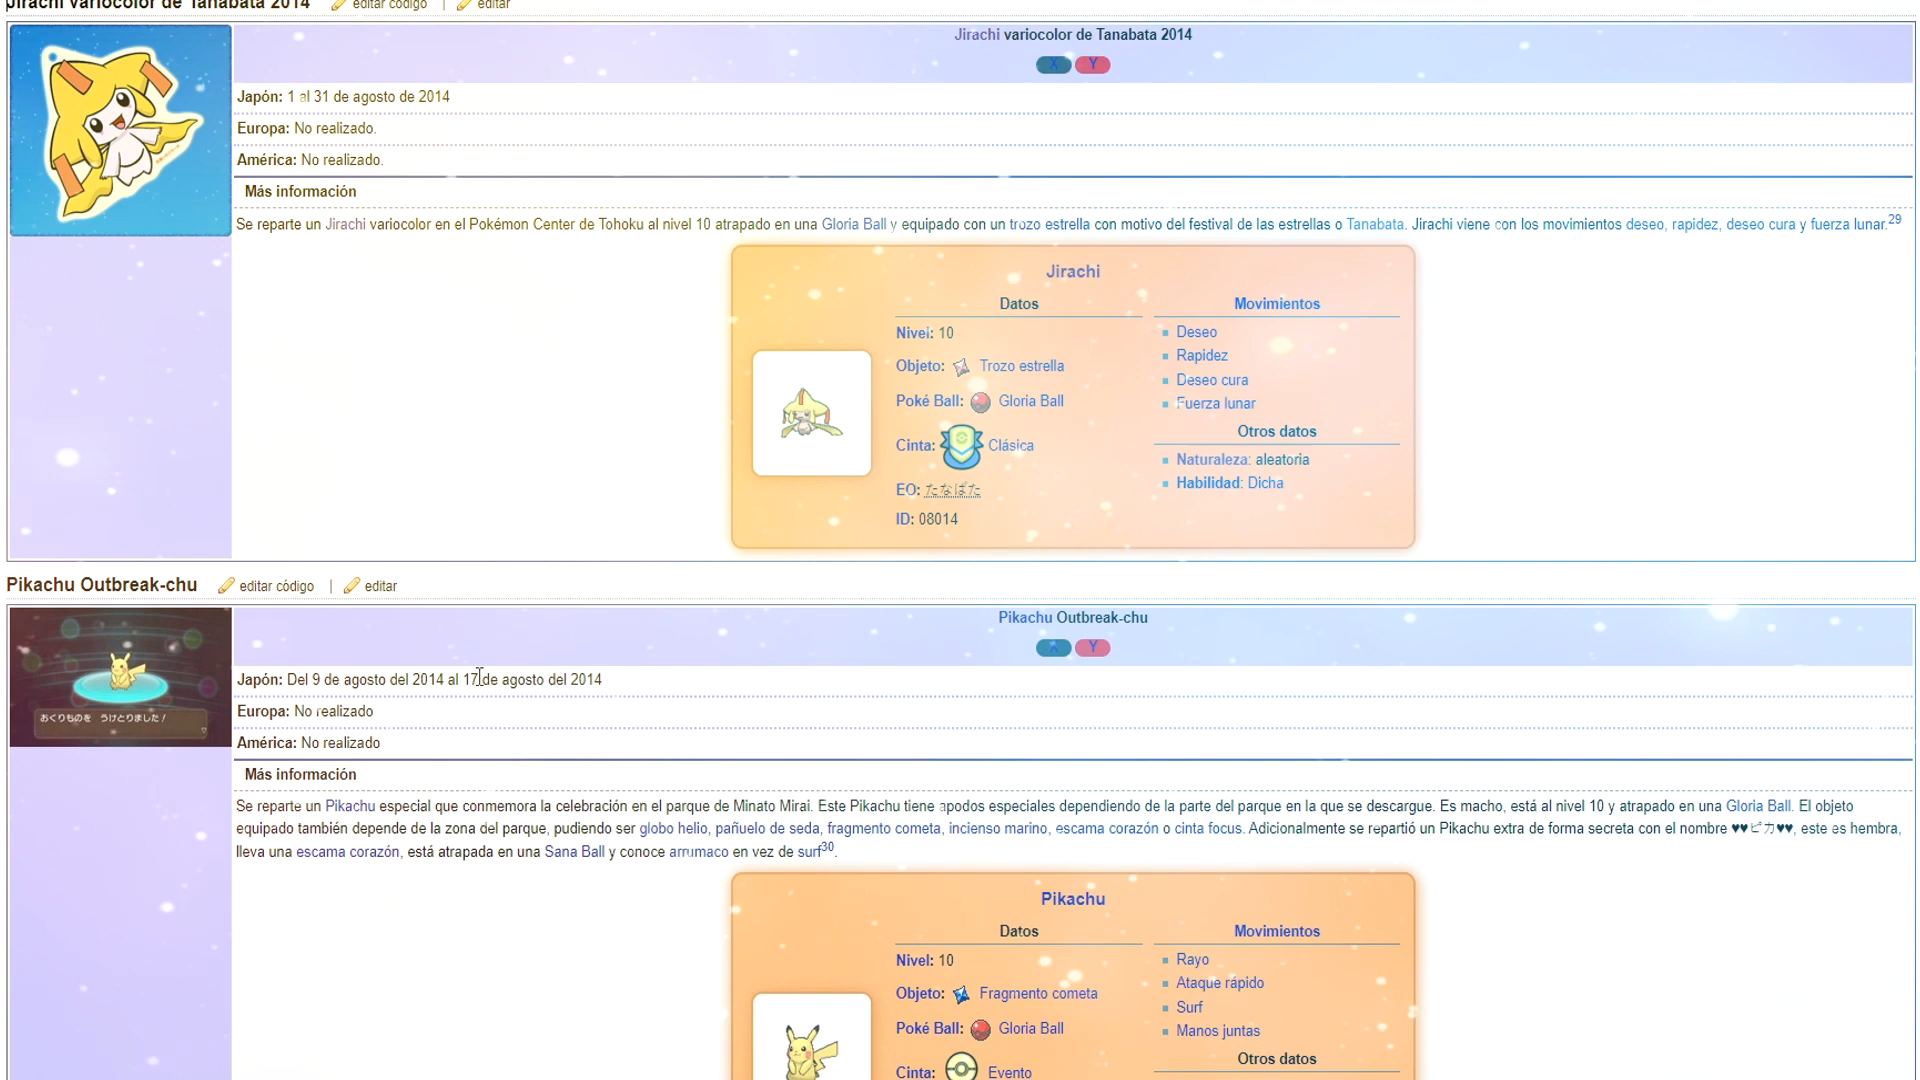 Jirachi variocolor de Tanabata 2014 editar código | editar
Jirachi variocolor de Tanabata 2014
X Y
Japón: 1 al 31 de agosto de 2014
Europa: No realizado.
América: No realizado.
Más información
Se reparte un Jirachi variocolor en el Pokémon Center de Tohoku al nivel 10 atrapado en una Gloria Ball y equipado con un trozo estrella con motivo del festival de las estrellas o Tanabata. Jirachi viene con los movimientos deseo, rapidez, deseo cura y fuerza lunar.29
Jirachi
Datos
Nivel: 10
Objeto: Trozo estrella
Poké Ball: Gloria Ball
Cinta: Clásica
EO: たなばた
ID: 08014
Movimientos
Deseo
Rapidez
Deseo cura
Fuerza lunar
Otros datos
Naturaleza: aleatoria
Habilidad: Dicha
Pikachu Outbreak-chu editar código | editar
おくりものを うけとりました!
Pikachu Outbreak-chu
X Y
Japón: Del 9 de agosto del 2014 al 17 de agosto del 2014
Europa: No realizado
América: No realizado
Más información
Se reparte un Pikachu especial que conmemora la celebración en el parque de Minato Mirai. Este Pikachu tiene apodos especiales dependiendo de la parte del parque en la que se descargue. Es macho, está al nivel 10 y atrapado en una Gloria Ball. El objeto
equipado también depende de la zona del parque, pudiendo ser globo helio, pañuelo de seda, fragmento cometa, incienso marino, escama corazón o cinta focus. Adicionalmente se repartió un Pikachu extra de forma secreta con el nombre ♥♥ピカ♥♥, este es hembra,
lleva una escama corazón, está atrapada en una Sana Ball y conoce arrumaco en vez de surf30.
Pikachu
Datos
Nivel: 10
Objeto: Fragmento cometa
Poké Ball: Gloria Ball
Cinta: Evento
Movimientos
Rayo
Ataque rápido
Surf
Manos juntas
Otros datos